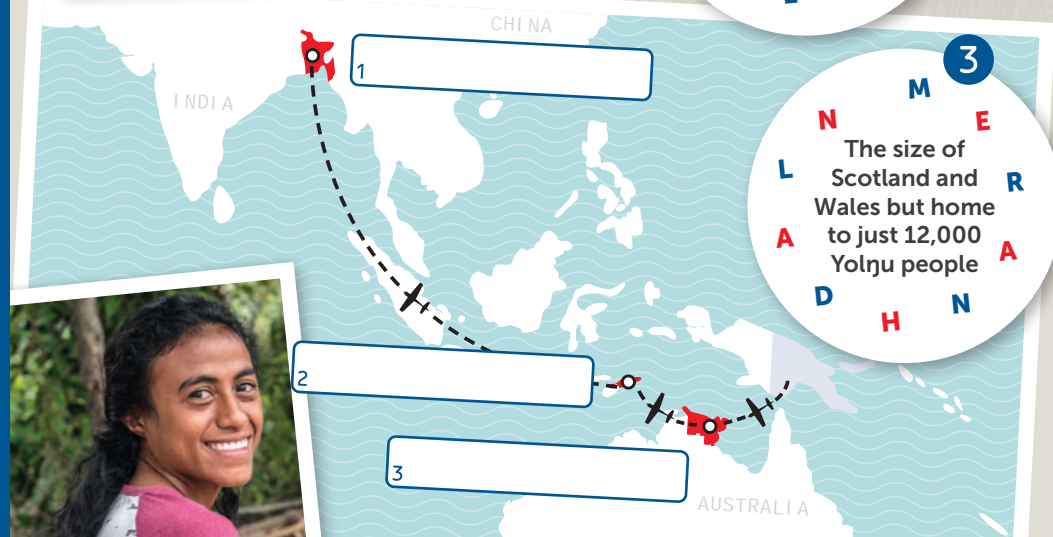 CHINA
INDIA
1
3
M
N
E
L
R
A
A
D
N
H
The size of
Scotland and
Wales but home
to just 12,000
Yolŋu people
2
3
AUSTRALIA